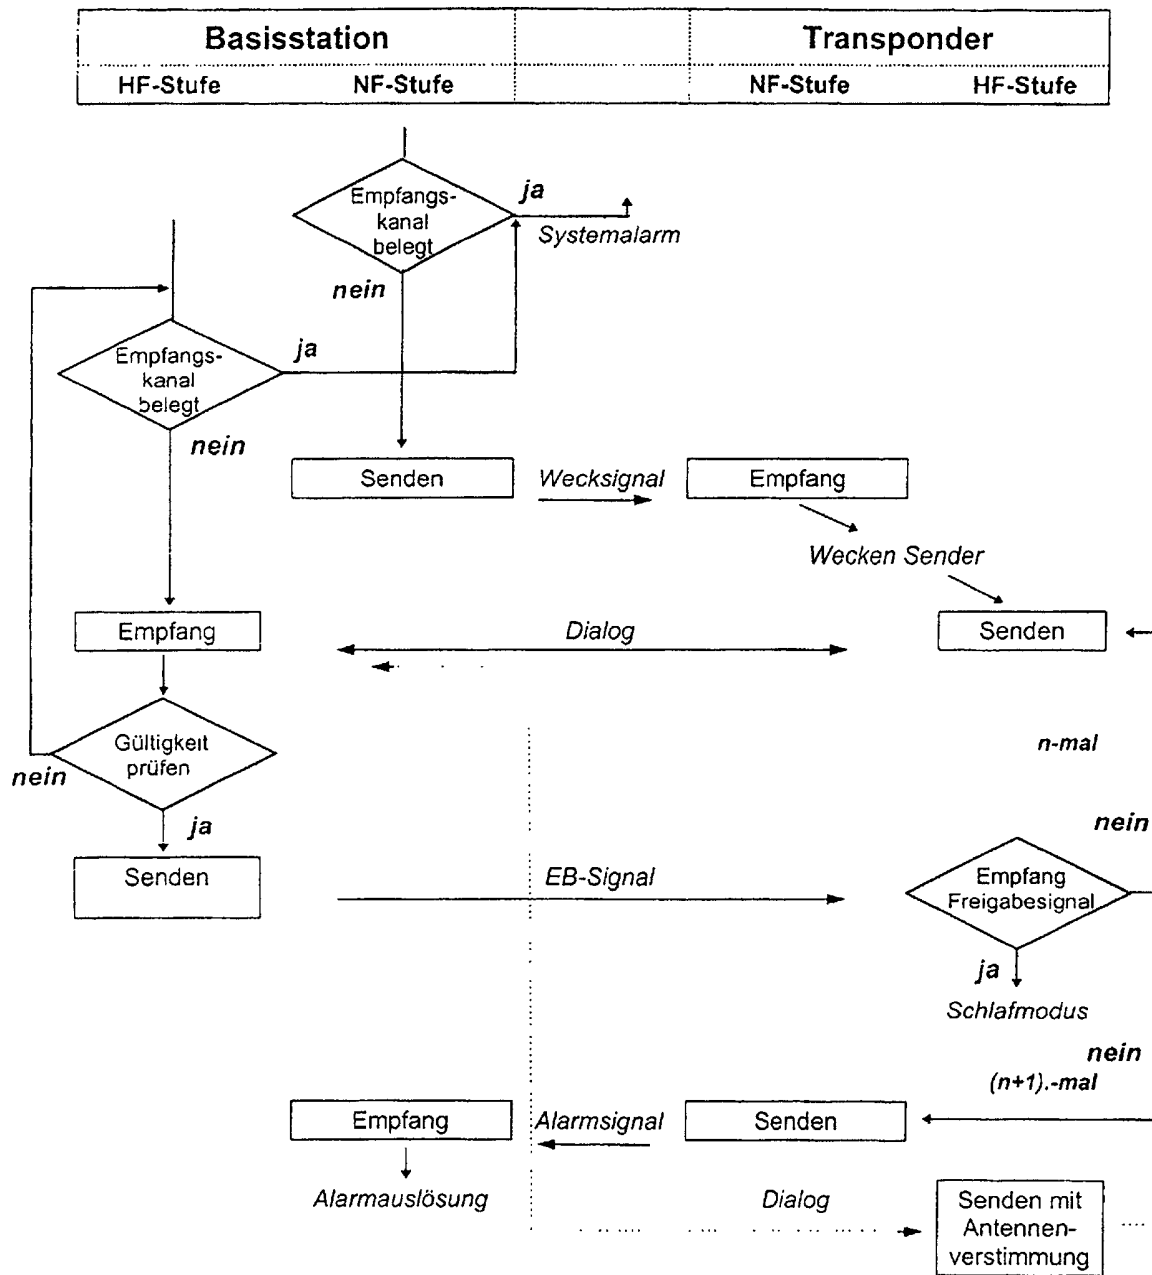 Basisstation
Transponder
HF-Stufe
NF-Stufe
NF-Stufe
HF-Stufe
Empfangs-
kanal
belegt
ja
Systemalarm
nein
Empfangs-
kanal
belegt
ja
nein
Senden
Wecksignal
Empfang
Wecken Sender
Empfang
Dialog
Senden
Gültigkeit
prüfen
n-mal
nein
ja
nein
Senden
EB-Signal
Empfang
Freigabesignal
ja
Schlafmodus
nein
(n+1).-mal
Empfang
Alarmsignal
Senden
Alarmauslösung
Dialog
Senden mit
Antennen-
verstimmung